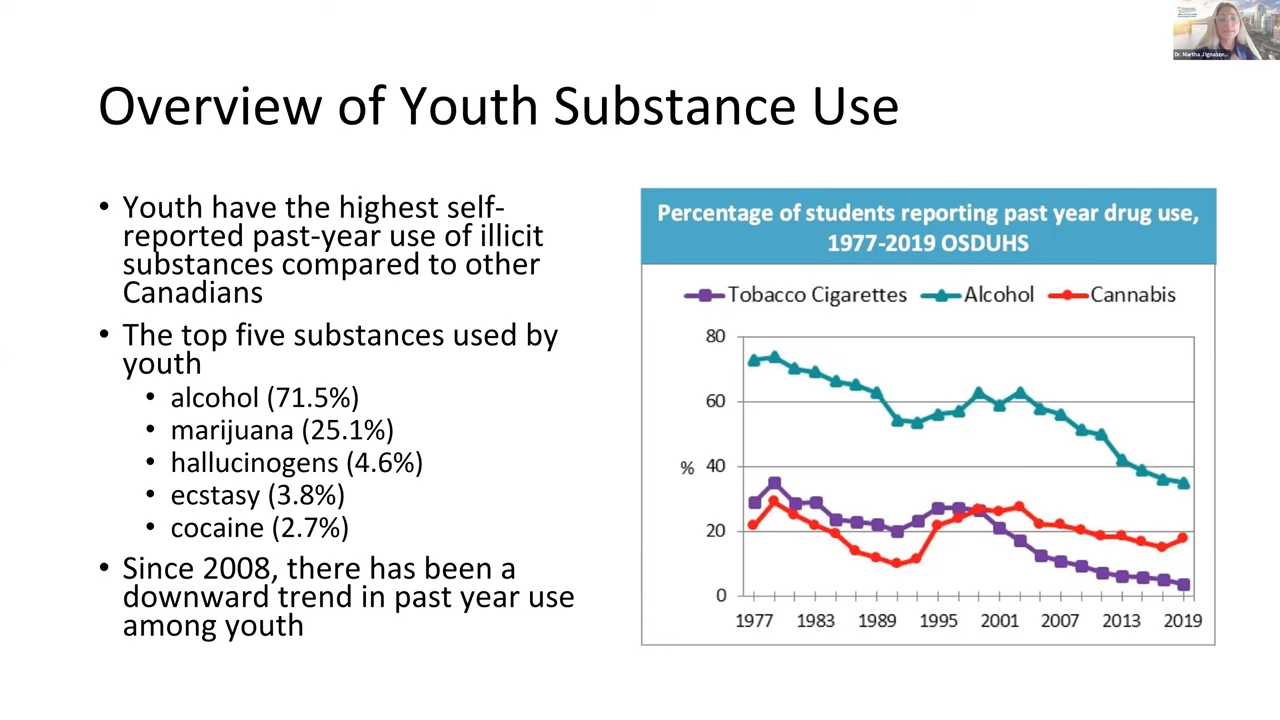 Dr. Martha J Ignasze...
Overview of Youth Substance Use
• Youth have the highest self-
reported past-year use of illicit
substances compared to other
Canadians
• The top five substances used by
youth
• alcohol (71.5%)
• marijuana (25.1%)
• hallucinogens (4.6%)
• ecstasy (3.8%)
• cocaine (2.7%)
• Since 2008, there has been a
downward trend in past year use
among youth
Percentage of students reporting past year drug use,
1977-2019 OSDUHS
Tobacco Cigarettes Alcohol Cannabis
80
60
% 40
20
0
1977 1983 1989 1995 2001 2007 2013 2019